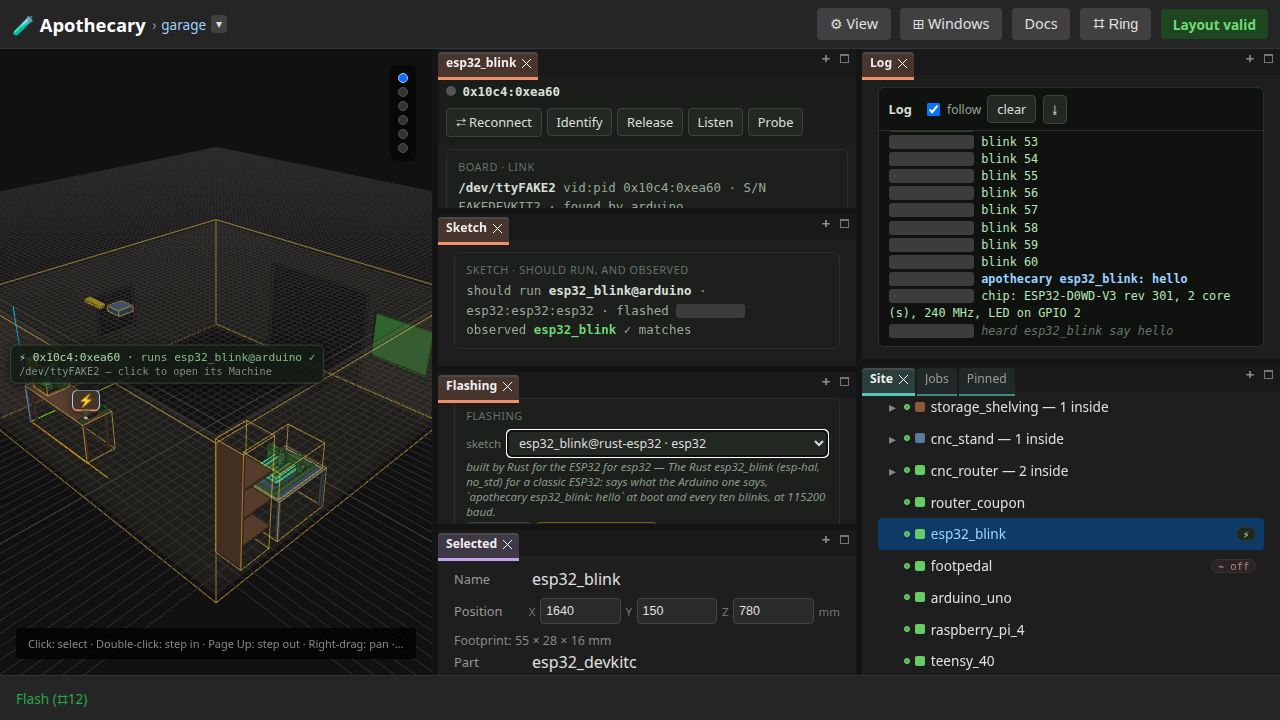 Apothecary › garage ▾
⚙ View
⊞ Windows
Docs
⌗ Ring
Layout valid
⚡ 0x10c4:0xea60 · runs esp32_blink@arduino ✓
/dev/ttyFAKE2 — click to open its Machine
Click: select · Double-click: step in · Page Up: step out · Right-drag: pan ·…
esp32_blink
0x10c4:0xea60
⇄ Reconnect
Identify
Release
Listen
Probe
BOARD · LINK
/dev/ttyFAKE2 vid:pid 0x10c4:0xea60 · S/N
FAKEDEVKIT2 · found by arduino
Sketch
SKETCH · SHOULD RUN, AND OBSERVED
should run esp32_blink@arduino ·
esp32:esp32:esp32 · flashed
observed esp32_blink ✓ matches
Flashing
FLASHING
sketch esp32_blink@rust-esp32 · esp32
built by Rust for the ESP32 for esp32 — The Rust esp32_blink (esp-hal,
no_std) for a classic ESP32: says what the Arduino one says,
`apothecary esp32_blink: hello` at boot and every ten blinks, at 115200
baud.
Selected
Name esp32_blink
Position X 1640 Y 150 Z 780 mm
Footprint: 55 × 28 × 16 mm
Part esp32_devkitc
Log
Log follow clear ⤓
blink 53
blink 54
blink 55
blink 56
blink 57
blink 58
blink 59
blink 60
apothecary esp32_blink: hello
chip: ESP32-D0WD-V3 rev 301, 2 core
(s), 240 MHz, LED on GPIO 2
heard esp32_blink say hello
Site
Jobs
Pinned
storage_shelving — 1 inside
cnc_stand — 1 inside
cnc_router — 2 inside
router_coupon
esp32_blink ⚡
footpedal ⌁ off
arduino_uno
raspberry_pi_4
teensy_40
Flash (⌗12)